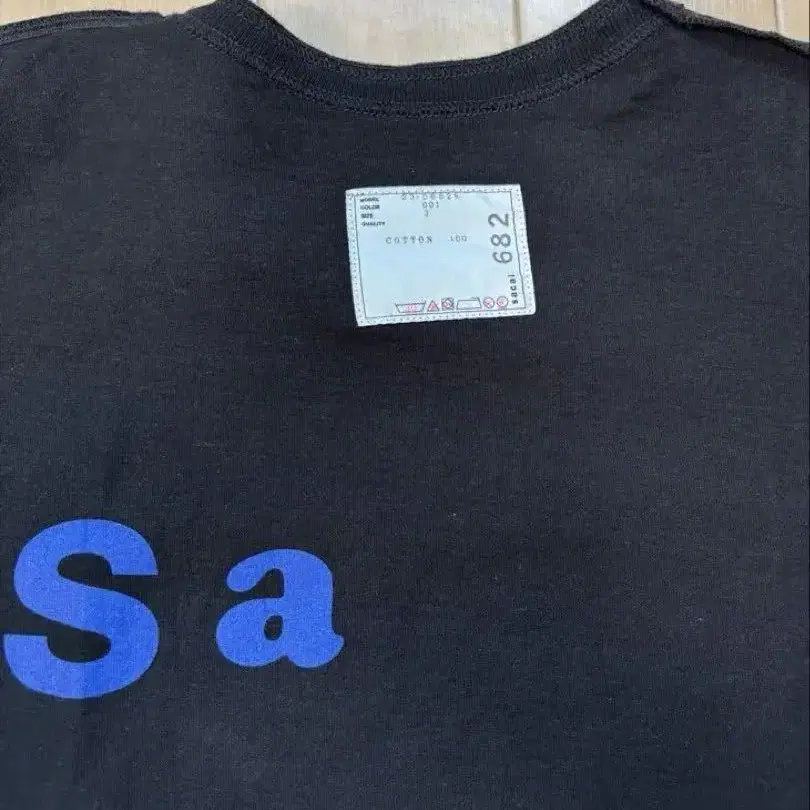 MODEL
COLOR 001
SIZE 3
QUALITY
COTTON 100
682
sacai
S a